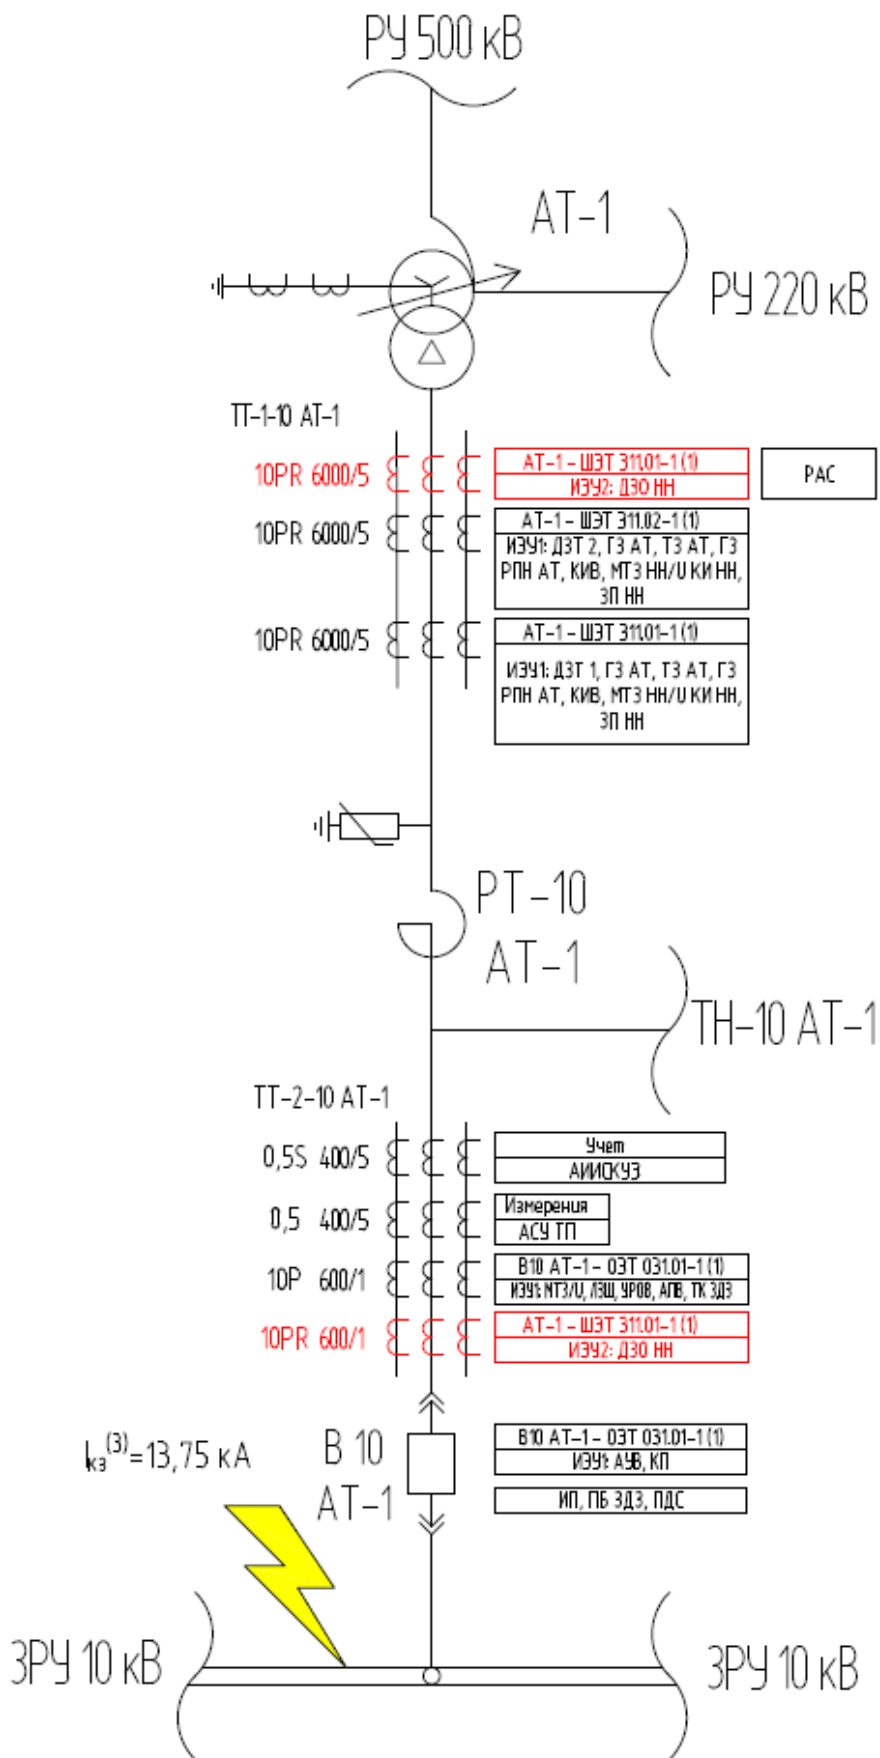 РУ 500 кВ
АТ-1
РУ 220 кВ
ТТ-1-10 АТ-1
10PR 6000/5
АТ-1 - ШЭТ 311.01-1 (1)
ИЭУ2: ДЗО НН
РАС
10PR 6000/5
АТ-1 - ШЭТ 311.02-1 (1)
ИЭУ1: ДЗТ 2, ГЗ АТ, ТЗ АТ, ГЗ
РПН АТ, КИВ, МТЗ НН/U КИ НН,
ЗП НН
10PR 6000/5
АТ-1 - ШЭТ 311.01-1 (1)
ИЭУ1: ДЗТ 1, ГЗ АТ, ТЗ АТ, ГЗ
РПН АТ, КИВ, МТЗ НН/U КИ НН,
ЗП НН
РТ-10
АТ-1
ТН-10 АТ-1
ТТ-2-10 АТ-1
0,5S 400/5
Учет
АИИСКУЭ
0,5 400/5
Измерения
АСУ ТП
10P 600/1
В10 АТ-1 - ОЭТ 031.01-1 (1)
ИЭУ1: МТЗ/U, ЛЗШ, УРОВ, АПВ, ТК ЗДЗ
10PR 600/1
АТ-1 - ШЭТ 311.01-1 (1)
ИЭУ2: ДЗО НН
Iкз(3)=13,75 кА
В 10
АТ-1
В10 АТ-1 - ОЭТ 031.01-1 (1)
ИЭУ1: АУВ, КП
ИП, ПБ ЗДЗ, ПДС
ЗРУ 10 кВ
ЗРУ 10 кВ